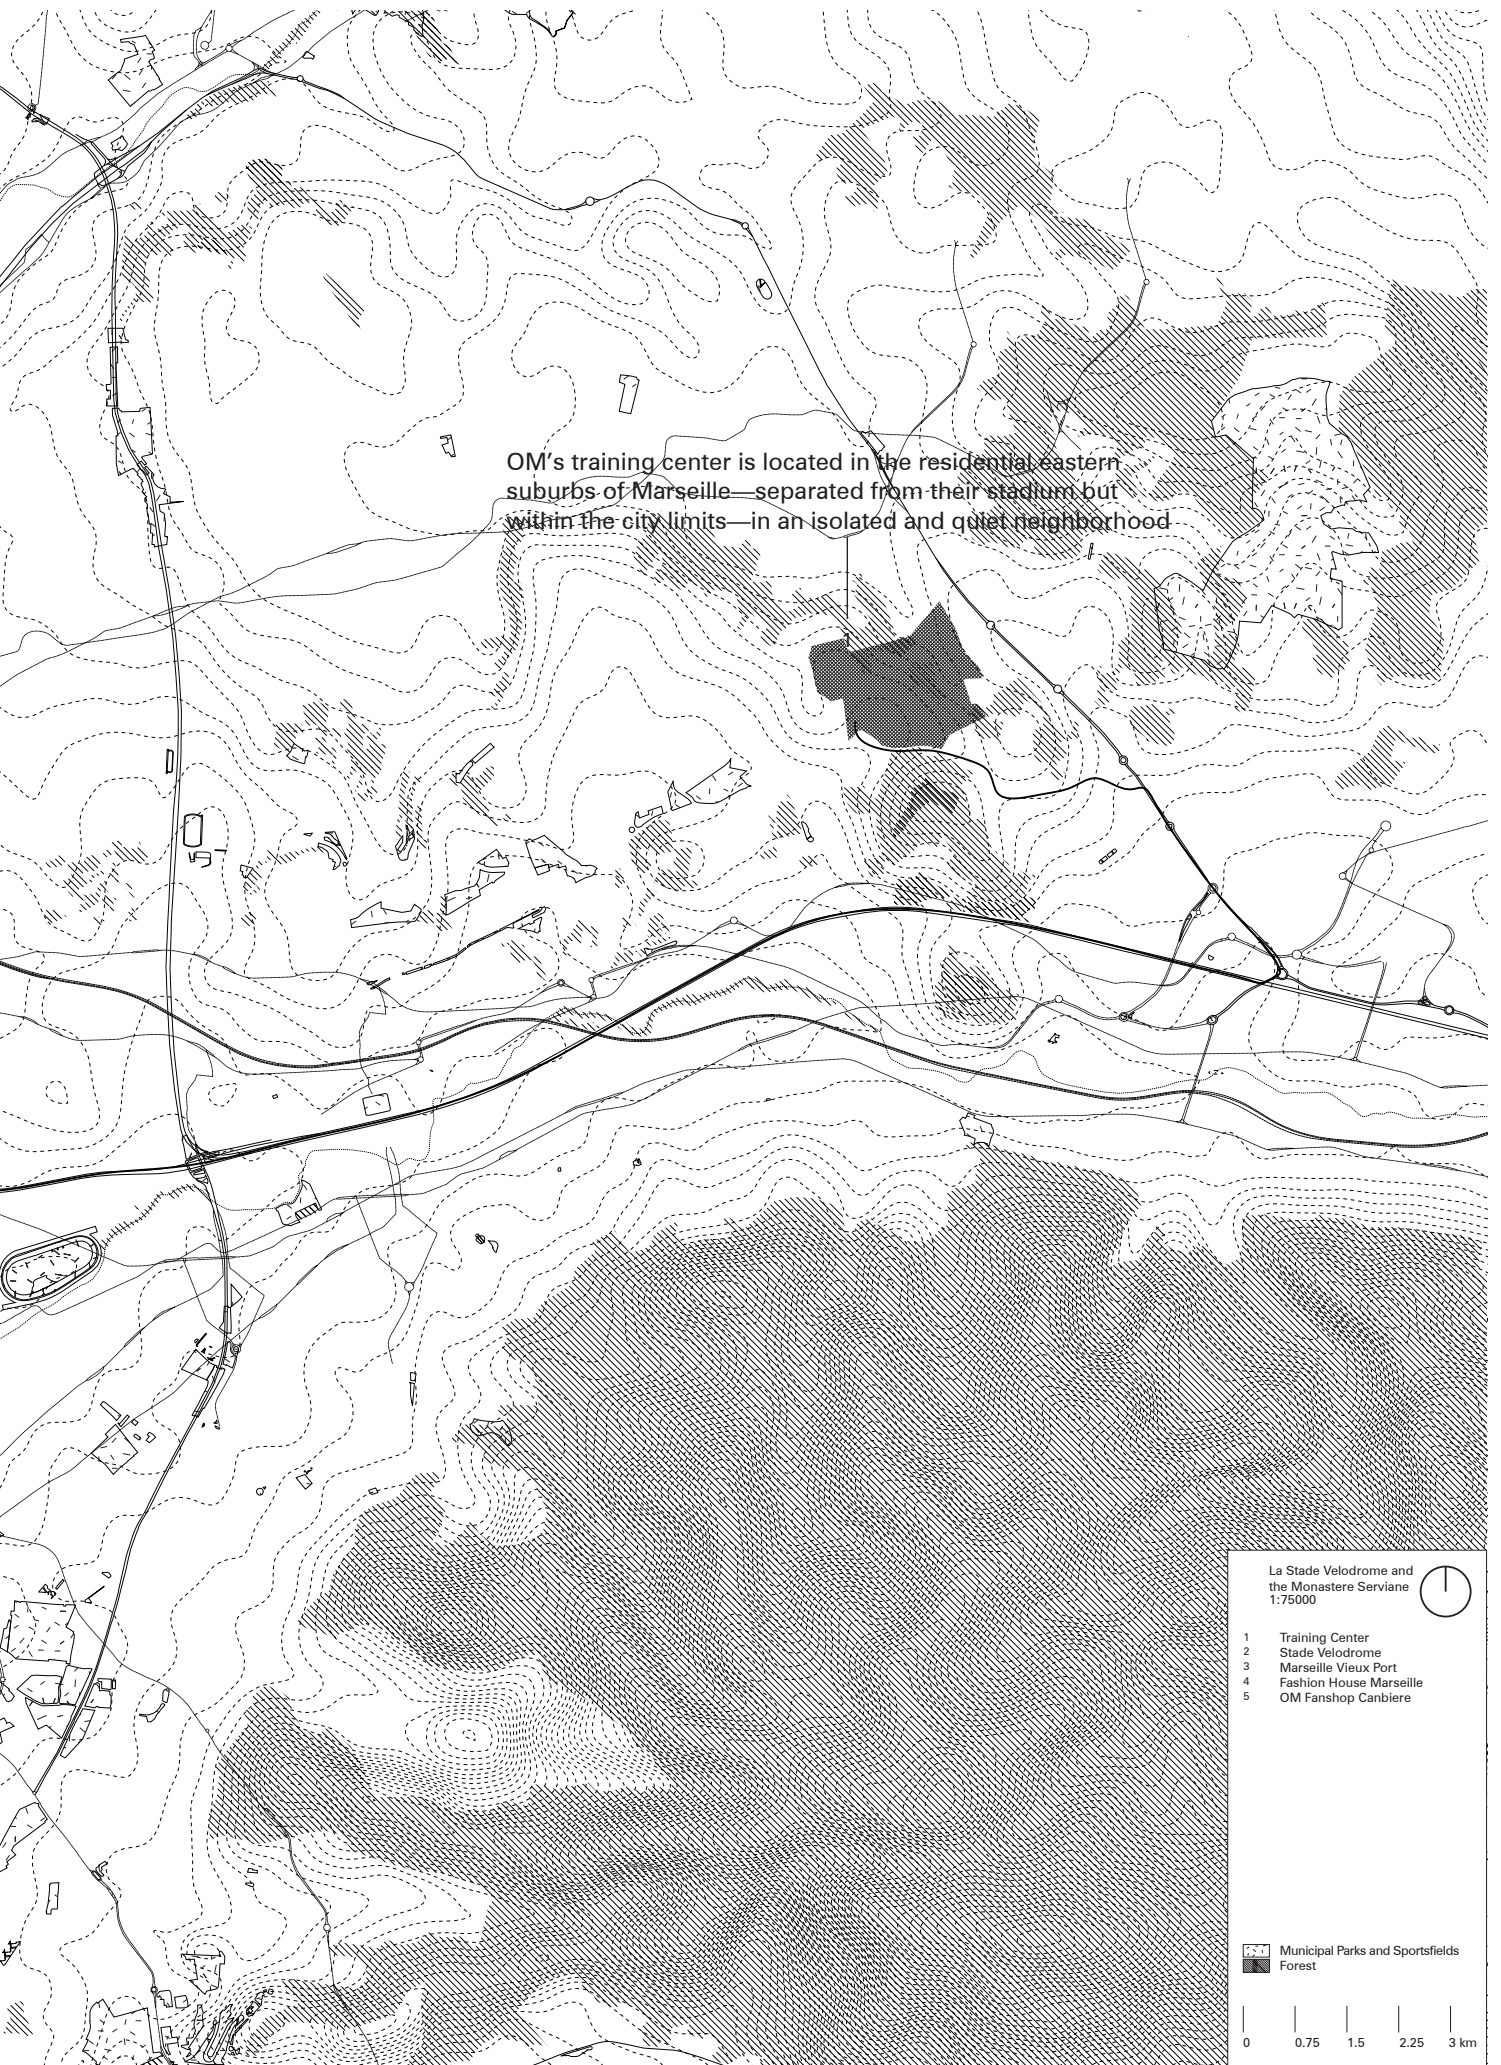 OM’s training center is located in the residential eastern
suburbs of Marseille—separated from their stadium but
within the city limits—in an isolated and quiet neighborhood
1
La Stade Velodrome and
the Monastere Serviane
1:75000
1 Training Center
2 Stade Velodrome
3 Marseille Vieux Port
4 Fashion House Marseille
5 OM Fanshop Canbiere
Municipal Parks and Sportsfields
Forest
0 0.75 1.5 2.25 3 km